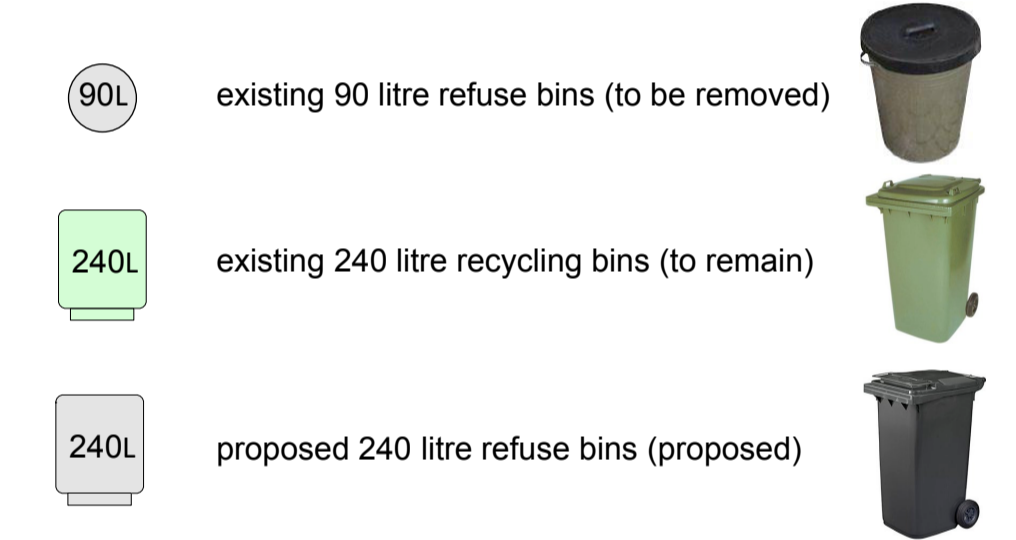 90L existing 90 litre refuse bins (to be removed)
240L existing 240 litre recycling bins (to remain)
240L proposed 240 litre refuse bins (proposed)